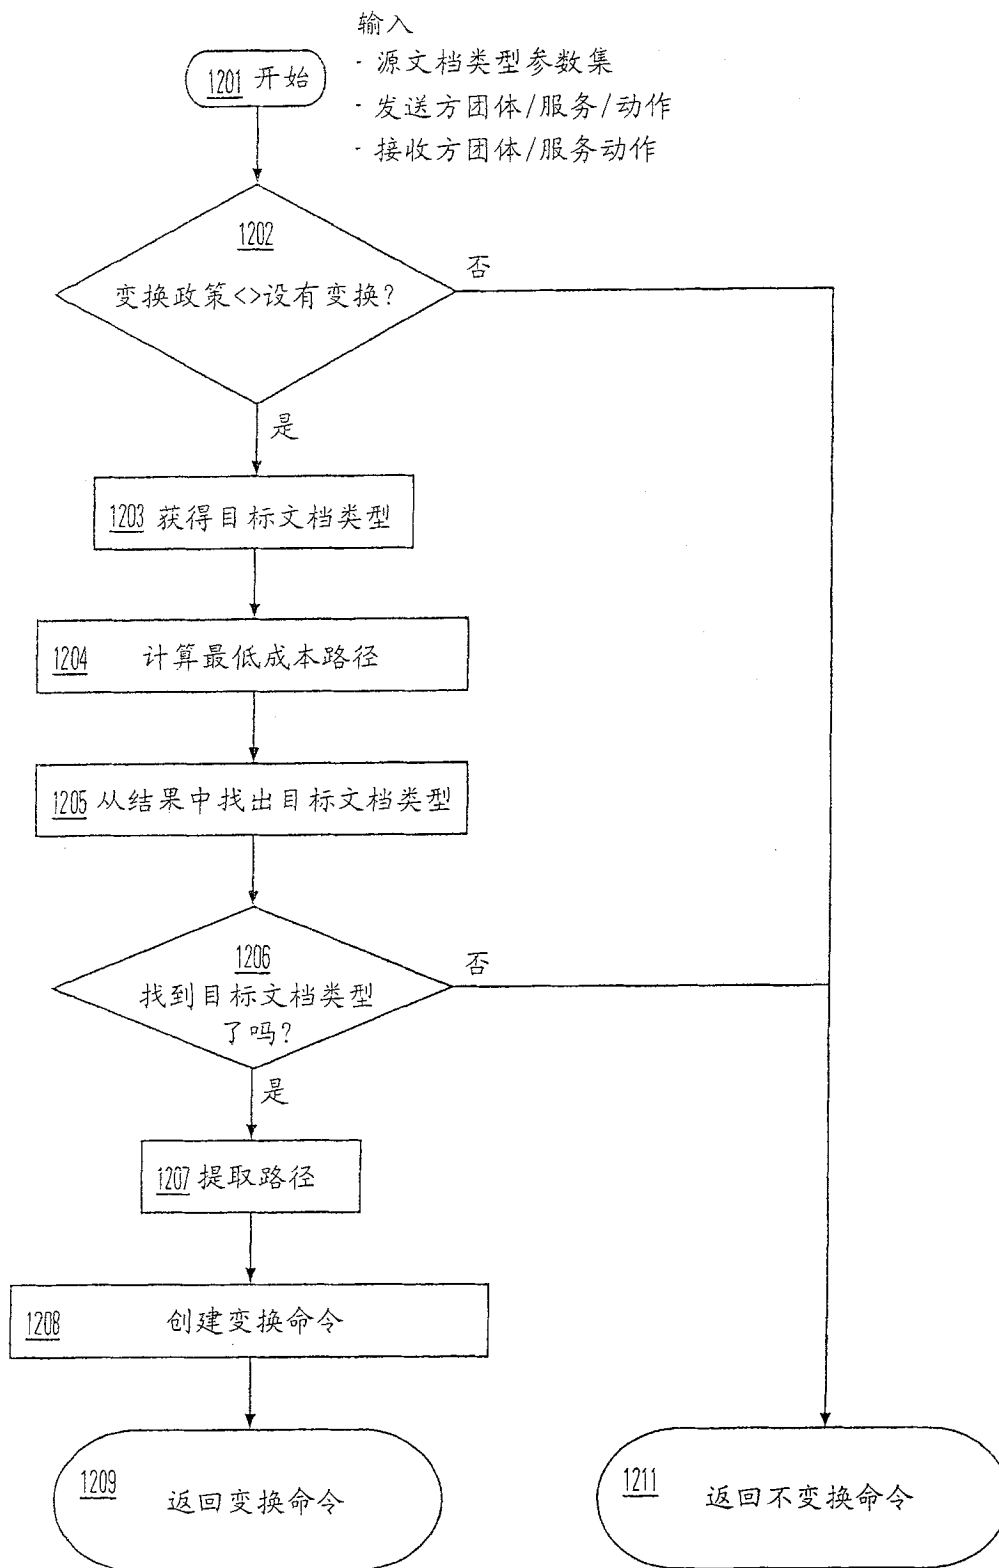 输入
- 源文档类型参数集
- 发送方团体/服务/动作
- 接收方团体/服务动作
1201 开始
1202
变换政策<>设有变换?
否
是
1203 获得目标文档类型
1204 计算最低成本路径
1205 从结果中找出目标文档类型
1206
找到目标文档类型
了吗?
否
是
1207 提取路径
1208 创建变换命令
1209 返回变换命令
1211 返回不变换命令